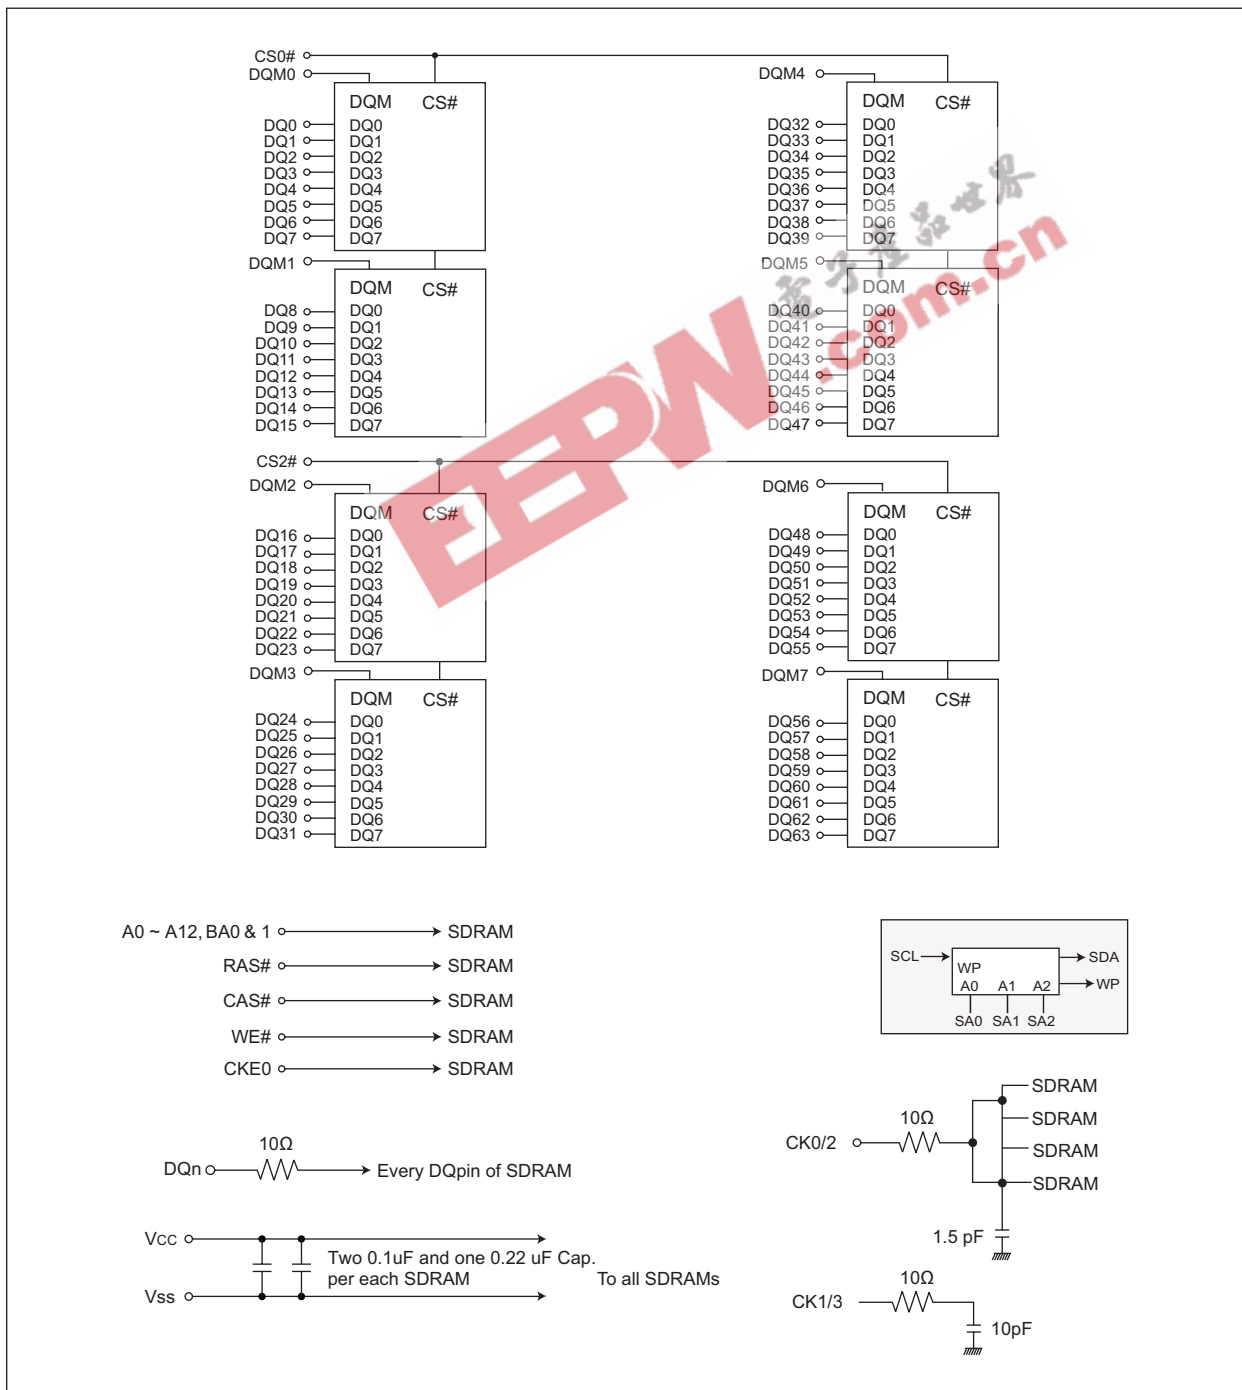 CS0#
DQM0
DQM CS#
DQ0 DQ0
DQ1 DQ1
DQ2 DQ2
DQ3 DQ3
DQ4 DQ4
DQ5 DQ5
DQ6 DQ6
DQ7 DQ7
DQM1
DQM CS#
DQ8 DQ0
DQ9 DQ1
DQ10 DQ2
DQ11 DQ3
DQ12 DQ4
DQ13 DQ5
DQ14 DQ6
DQ15 DQ7
DQM4
DQM CS#
DQ32 DQ0
DQ33 DQ1
DQ34 DQ2
DQ35 DQ3
DQ36 DQ4
DQ37 DQ5
DQ38 DQ6
DQ39 DQ7
DQM5
DQM CS#
DQ40 DQ0
DQ41 DQ1
DQ42 DQ2
DQ43 DQ3
DQ44 DQ4
DQ45 DQ5
DQ46 DQ6
DQ47 DQ7
EEPW
電子產品世界
.com.cn
CS2#
DQM2
DQM CS#
DQ16 DQ0
DQ17 DQ1
DQ18 DQ2
DQ19 DQ3
DQ20 DQ4
DQ21 DQ5
DQ22 DQ6
DQ23 DQ7
DQM3
DQM CS#
DQ24 DQ0
DQ25 DQ1
DQ26 DQ2
DQ27 DQ3
DQ28 DQ4
DQ29 DQ5
DQ30 DQ6
DQ31 DQ7
DQM6
DQM CS#
DQ48 DQ0
DQ49 DQ1
DQ50 DQ2
DQ51 DQ3
DQ52 DQ4
DQ53 DQ5
DQ54 DQ6
DQ55 DQ7
DQM7
DQM CS#
DQ56 DQ0
DQ57 DQ1
DQ58 DQ2
DQ59 DQ3
DQ60 DQ4
DQ61 DQ5
DQ62 DQ6
DQ63 DQ7
A0 ~ A12, BA0 & 1 SDRAM
RAS# SDRAM
CAS# SDRAM
WE# SDRAM
CKE0 SDRAM
SCL WP SDA
A0 A1 A2 WP
SA0 SA1 SA2
10Ω
DQn Every DQpin of SDRAM
Vcc
Two 0.1uF and one 0.22 uF Cap.
per each SDRAM
To all SDRAMs
Vss
SDRAM
10Ω SDRAM
CK0/2
SDRAM
SDRAM
1.5 pF
10Ω
CK1/3
10pF